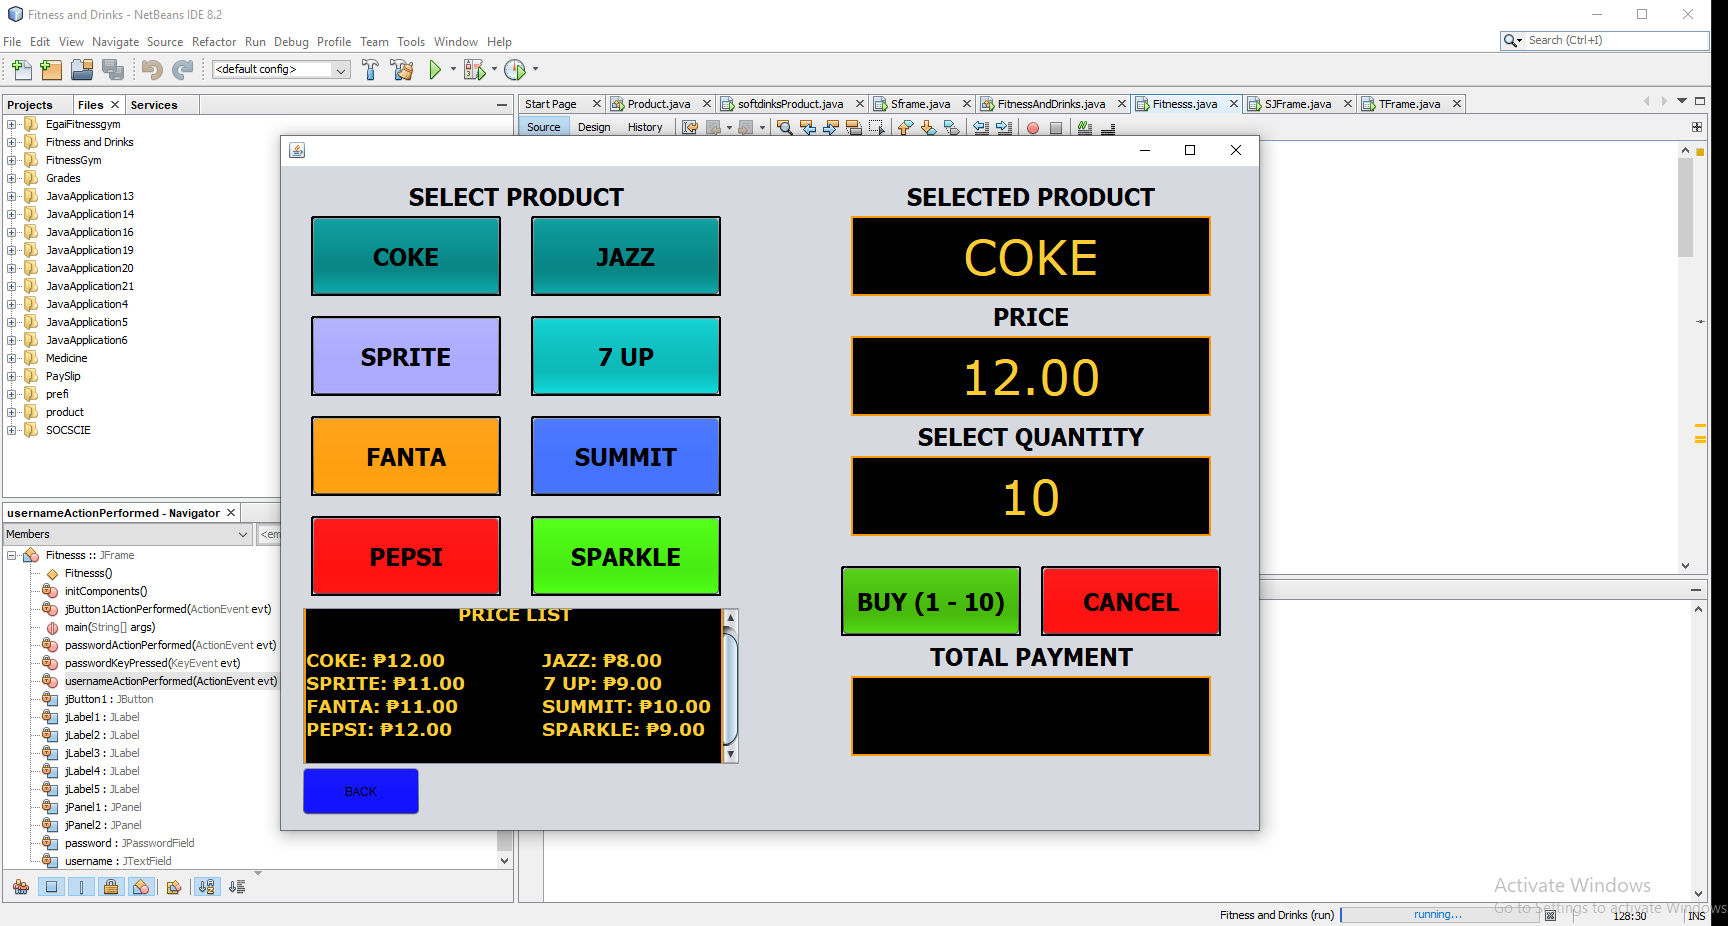 Fitness and Drinks - NetBeans IDE 8.2
File Edit View Navigate Source Refactor Run Debug Profile Team Tools Window Help
Search (Ctrl+I)
<default config>
Projects Files Services
Start Page Product.java softdinksProduct.java Sframe.java FitnessAndDrinks.java Fitnesss.java SJFrame.java TFrame.java
Source Design History
EgaiFitnessgym
Fitness and Drinks
FitnessGym
Grades
JavaApplication13
JavaApplication14
JavaApplication16
JavaApplication19
JavaApplication20
JavaApplication21
JavaApplication4
JavaApplication5
JavaApplication6
Medicine
PaySlip
prefi
product
SOCSCIE
usernameActionPerformed - Navigator
Members
<em
Fitnesss :: JFrame
Fitnesss()
initComponents()
jButton1ActionPerformed(ActionEvent evt)
main(String[] args)
passwordActionPerformed(ActionEvent evt)
passwordKeyPressed(KeyEvent evt)
usernameActionPerformed(ActionEvent evt)
jButton1 : JButton
jLabel1 : JLabel
jLabel2 : JLabel
jLabel3 : JLabel
jLabel4 : JLabel
jLabel5 : JLabel
jPanel1 : JPanel
jPanel2 : JPanel
password : JPasswordField
username : JTextField
SELECT PRODUCT
COKE JAZZ
SPRITE 7 UP
FANTA SUMMIT
PEPSI SPARKLE
PRICE LIST
COKE: ₱12.00 JAZZ: ₱8.00
SPRITE: ₱11.00 7 UP: ₱9.00
FANTA: ₱11.00 SUMMIT: ₱10.00
PEPSI: ₱12.00 SPARKLE: ₱9.00
BACK
SELECTED PRODUCT
COKE
PRICE
12.00
SELECT QUANTITY
10
BUY (1 - 10) CANCEL
TOTAL PAYMENT
Activate Windows
Go to Settings to activate Windows
Fitness and Drinks (run) running... 128:30 INS